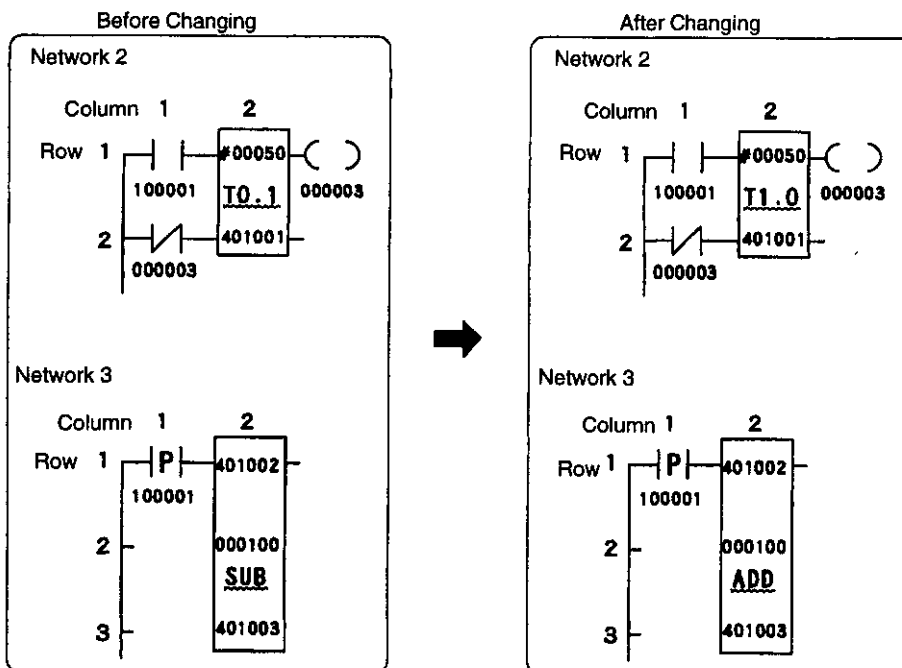 Before Changing
Network 2
Column 1 2
Row 1 #00050
100001 T0.1 000003
2 401001
000003
Network 3
Column 1 2
Row 1 P 401002
100001
2 000100
SUB
3 401003
After Changing
Network 2
Column 1 2
Row 1 #00050
100001 T1.0 000003
2 401001
000003
Network 3
Column 1 2
Row 1 P 401002
100001
2 000100
ADD
3 401003